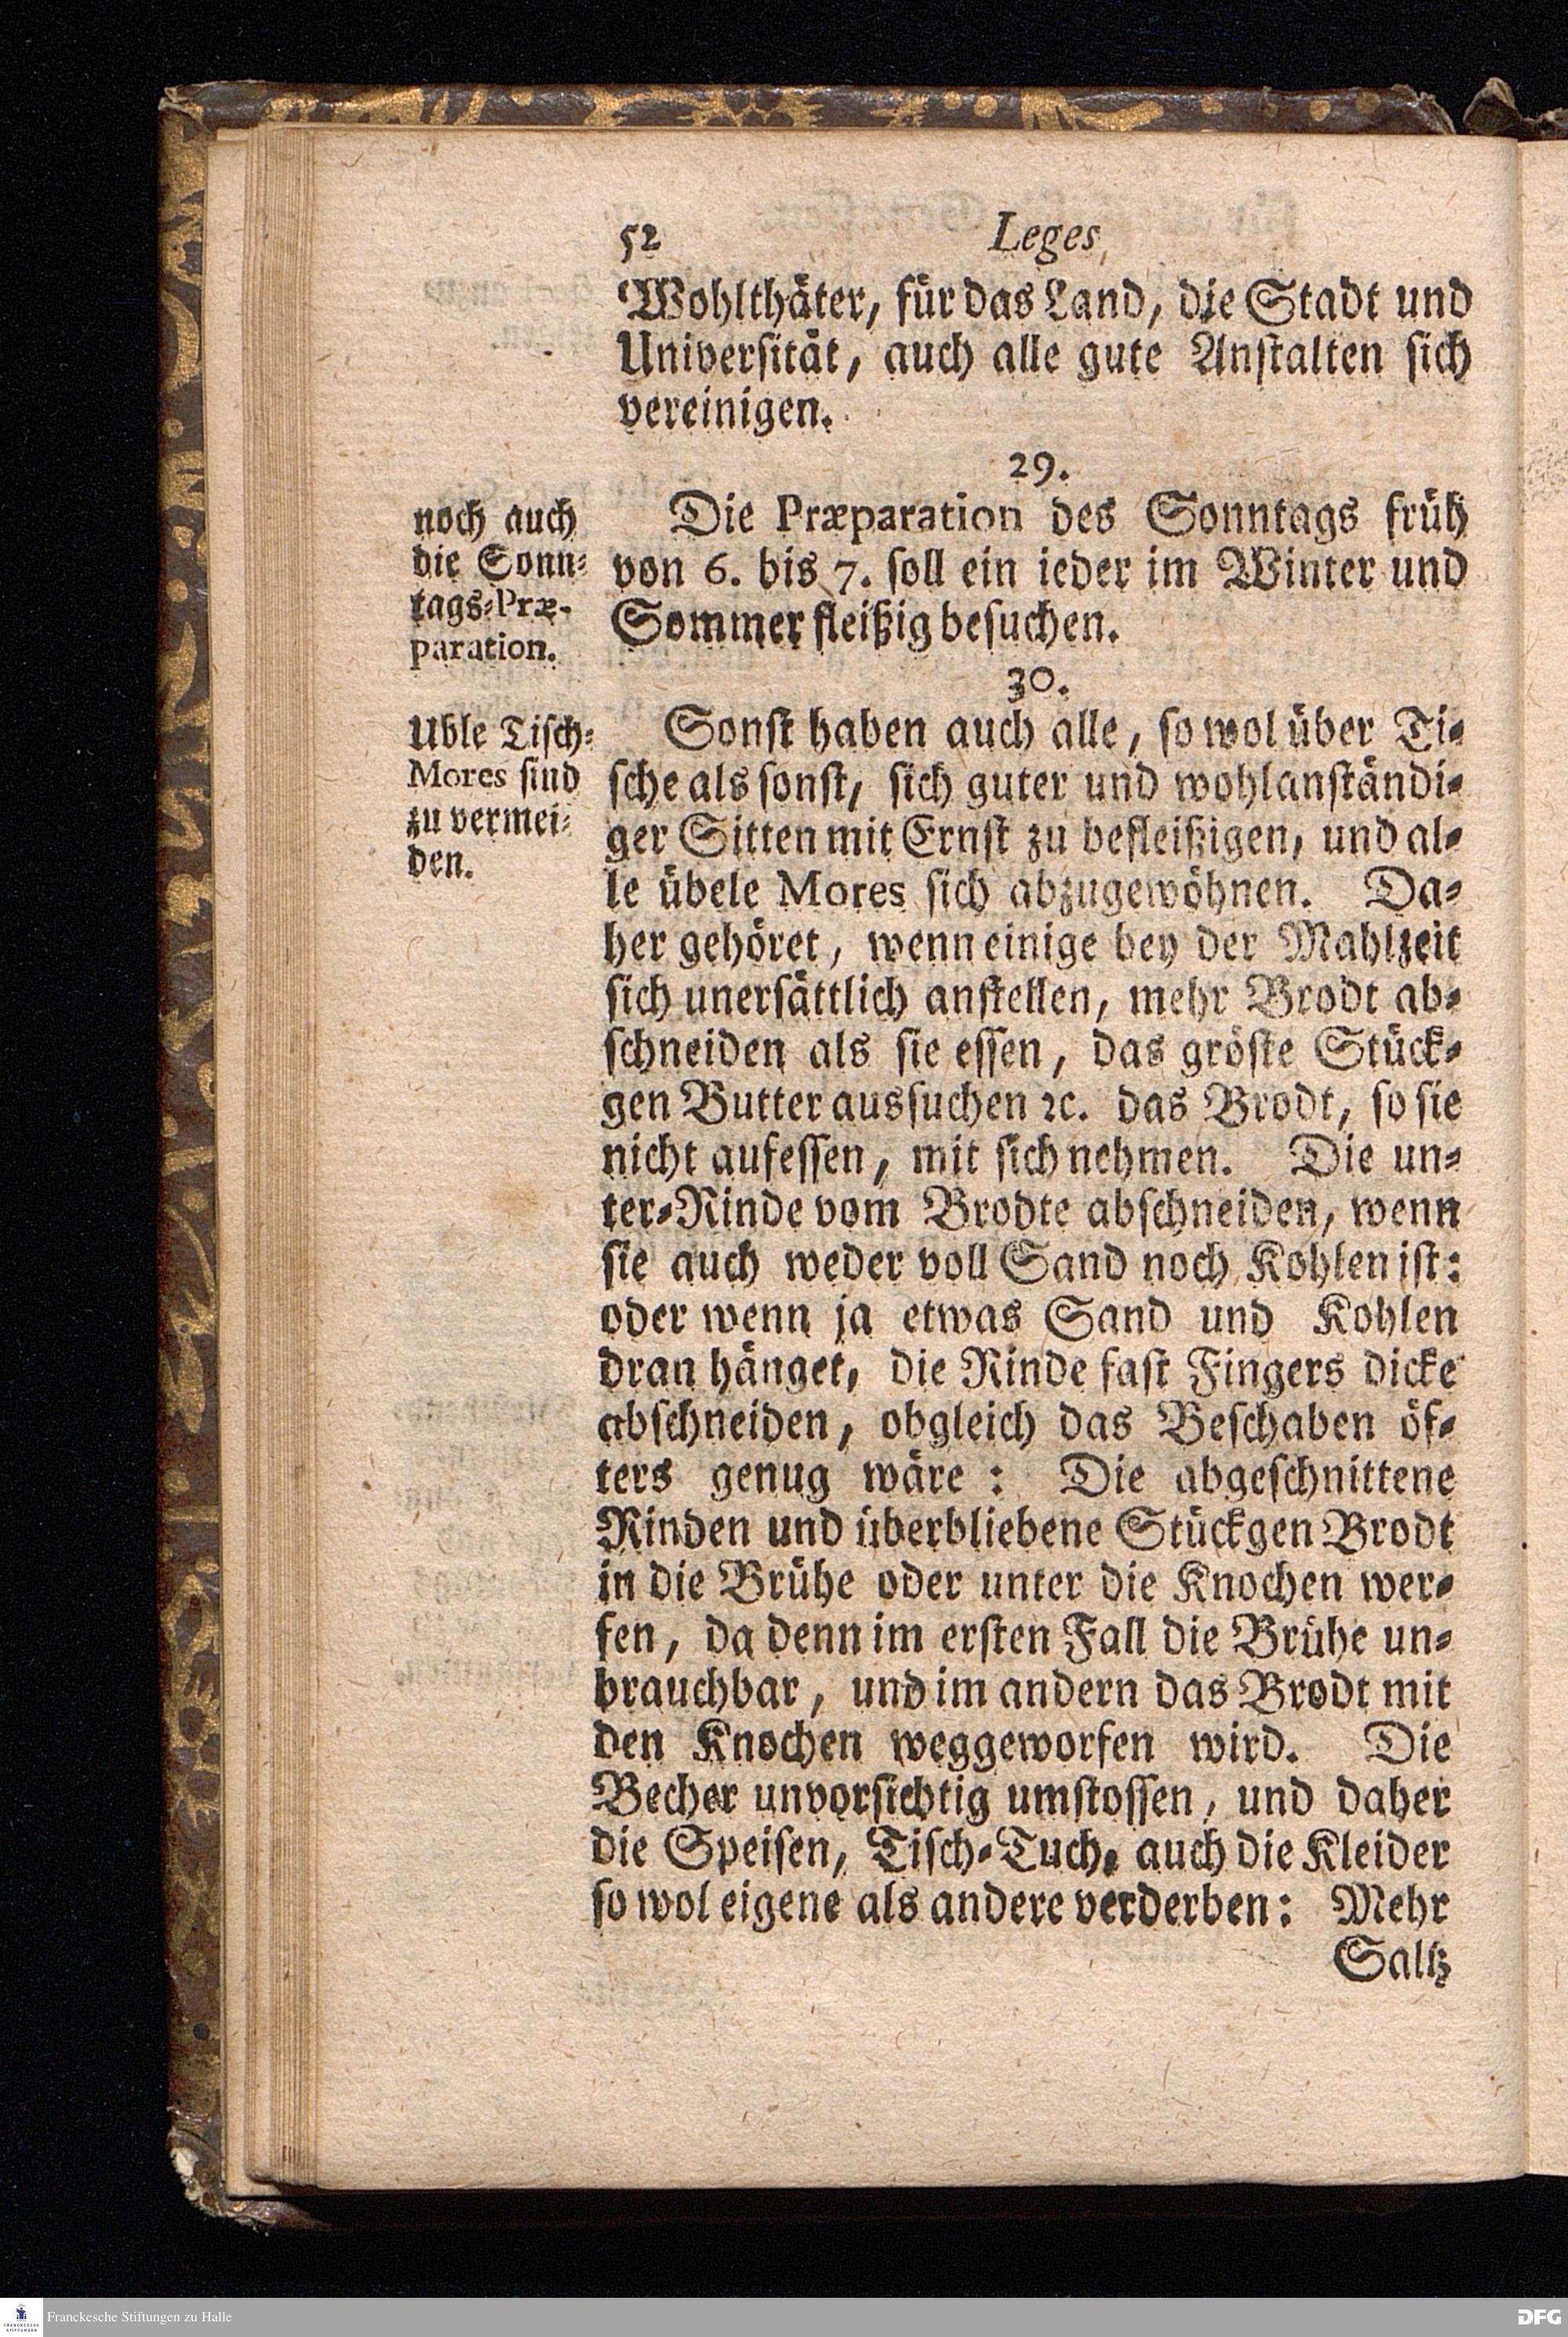 52 Leges
Wohlthäter, für das Land, die Stadt und
Universität, auch alle gute Anstalten sich
vereinigen.
29.
noch auch
die Sonn-
tags-Præ-
paration.
Die Præparation des Sonntags früh
von 6. bis 7. soll ein ieder im Winter und
Sommer fleißig besuchen.
30.
Uble Tisch-
Mores sind
zu vermei-
den.
Sonst haben auch alle, so wol über Ti-
sche als sonst, sich guter und wohlanständi-
ger Sitten mit Ernst zu befleißigen, und al-
le übele Mores sich abzugewöhnen. Da-
her gehöret, wenn einige bey der Mahlzeit
sich unersättlich anstellen, mehr Brodt ab-
schneiden als sie essen, das gröste Stück-
gen Butter aussuchen ꝛc. das Brodt, so sie
nicht aufessen, mit sich nehmen. Die un-
ter-Rinde vom Brodte abschneiden, wenn
sie auch weder voll Sand noch Kohlen ist:
oder wenn ja etwas Sand und Kohlen
dran hänget, die Rinde fast Fingers dicke
abschneiden, obgleich das Beschaben öf-
ters genug wäre: Die abgeschnittene
Rinden und überbliebene Stückgen Brodt
in die Brühe oder unter die Knochen wer-
fen, da denn im ersten Fall die Brühe un-
brauchbar, und im andern das Brodt mit
den Knochen weggeworfen wird. Die
Becher unvorsichtig umstossen, und daher
die Speisen, Tisch-Tuch, auch die Kleider
so wol eigene als andere verderben: Mehr
Saltz
Franckesche Stiftungen zu Halle
DFG